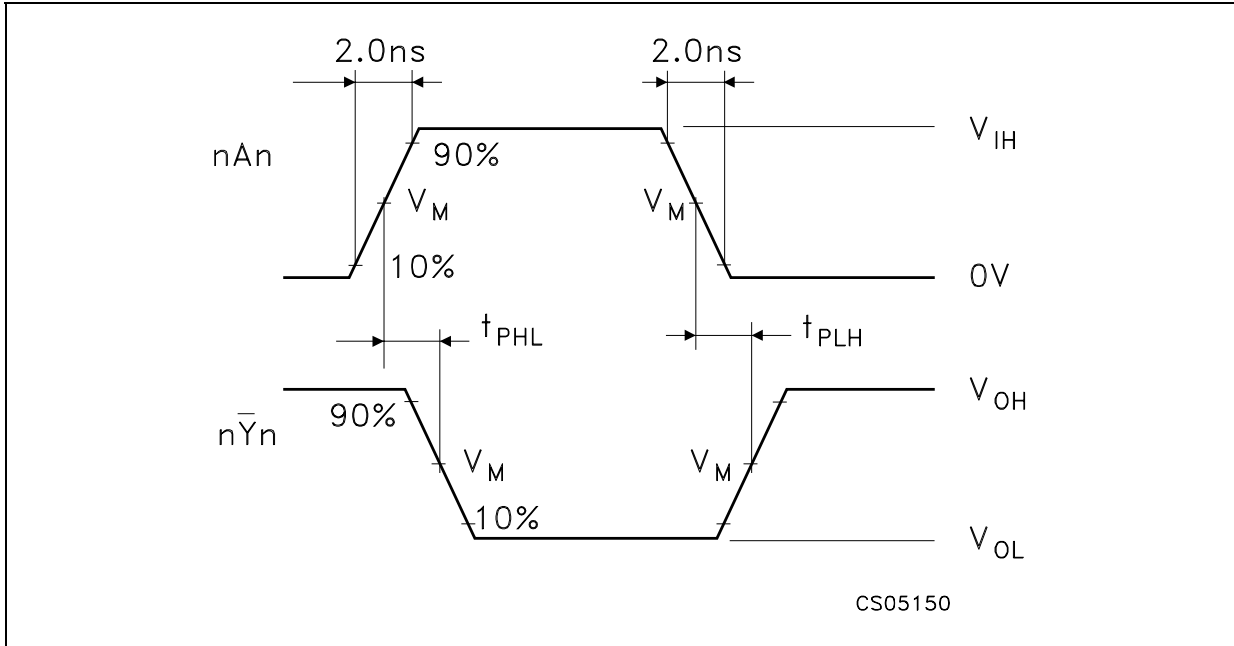 2.0ns 2.0ns
V_IH
nAn
90%
V_M V_M
10%
0V
t_PHL t_PLH
V_OH
90%
nȲn
V_M V_M
10%
V_OL
CS05150